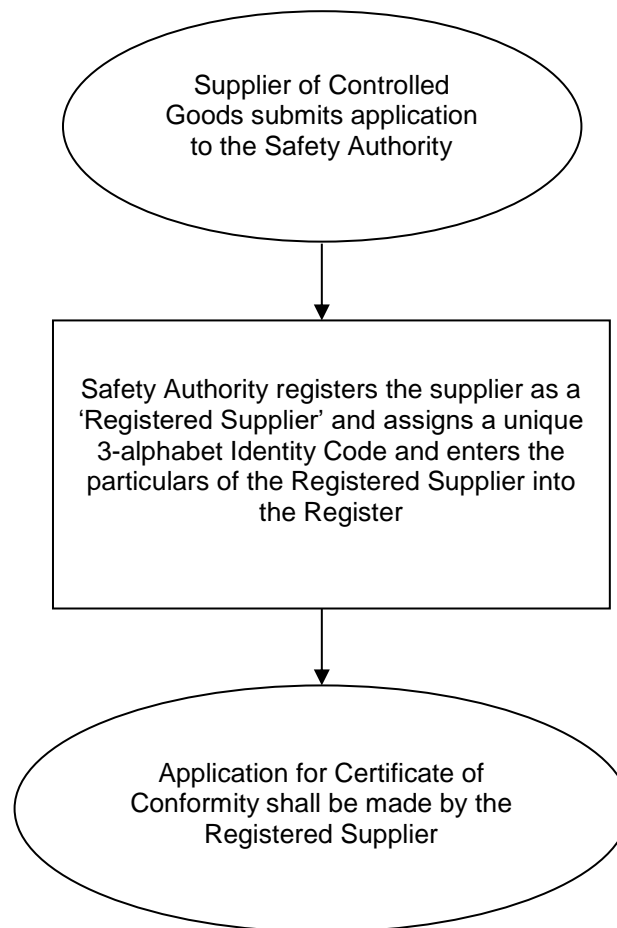 Supplier of Controlled
Goods submits application
to the Safety Authority
Safety Authority registers the supplier as a
‘Registered Supplier’ and assigns a unique
3-alphabet Identity Code and enters the
particulars of the Registered Supplier into
the Register
Application for Certificate of
Conformity shall be made by the
Registered Supplier